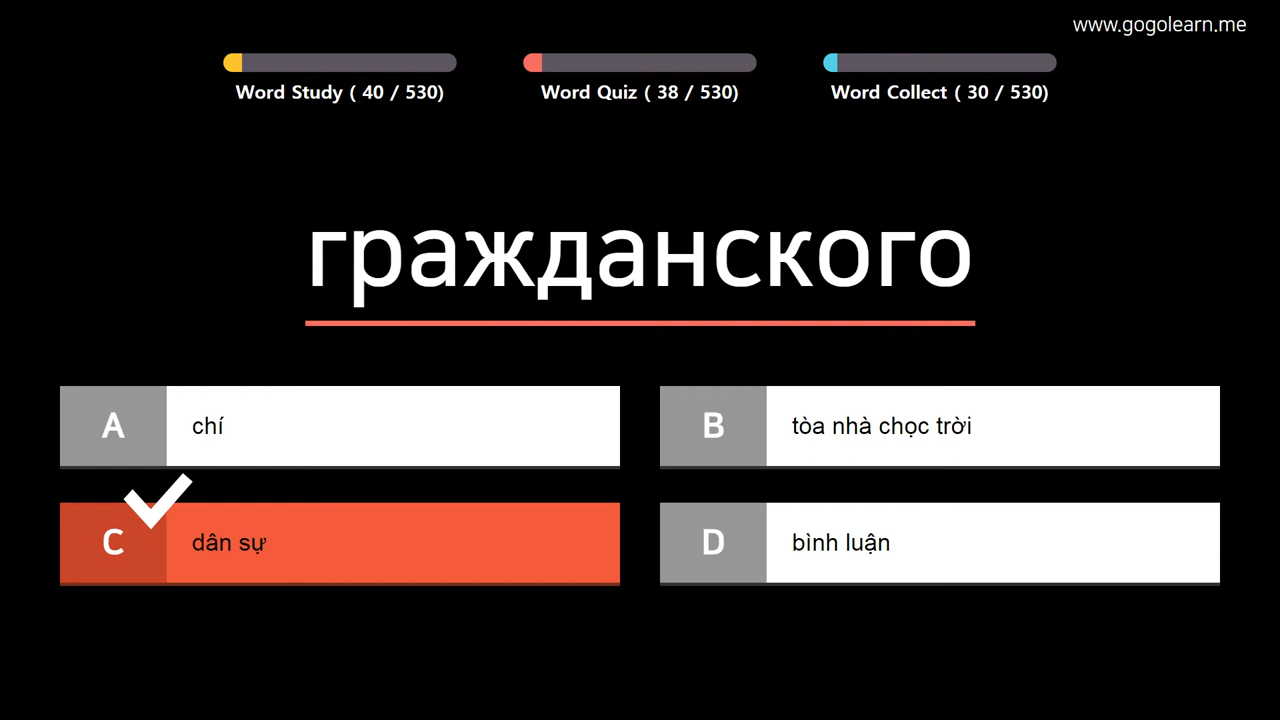 www.gogolearn.me
Word Study ( 40 / 530)
Word Quiz ( 38 / 530)
Word Collect ( 30 / 530)
гражданского
A chí
B tòa nhà chọc trời
C dân sự
D bình luận